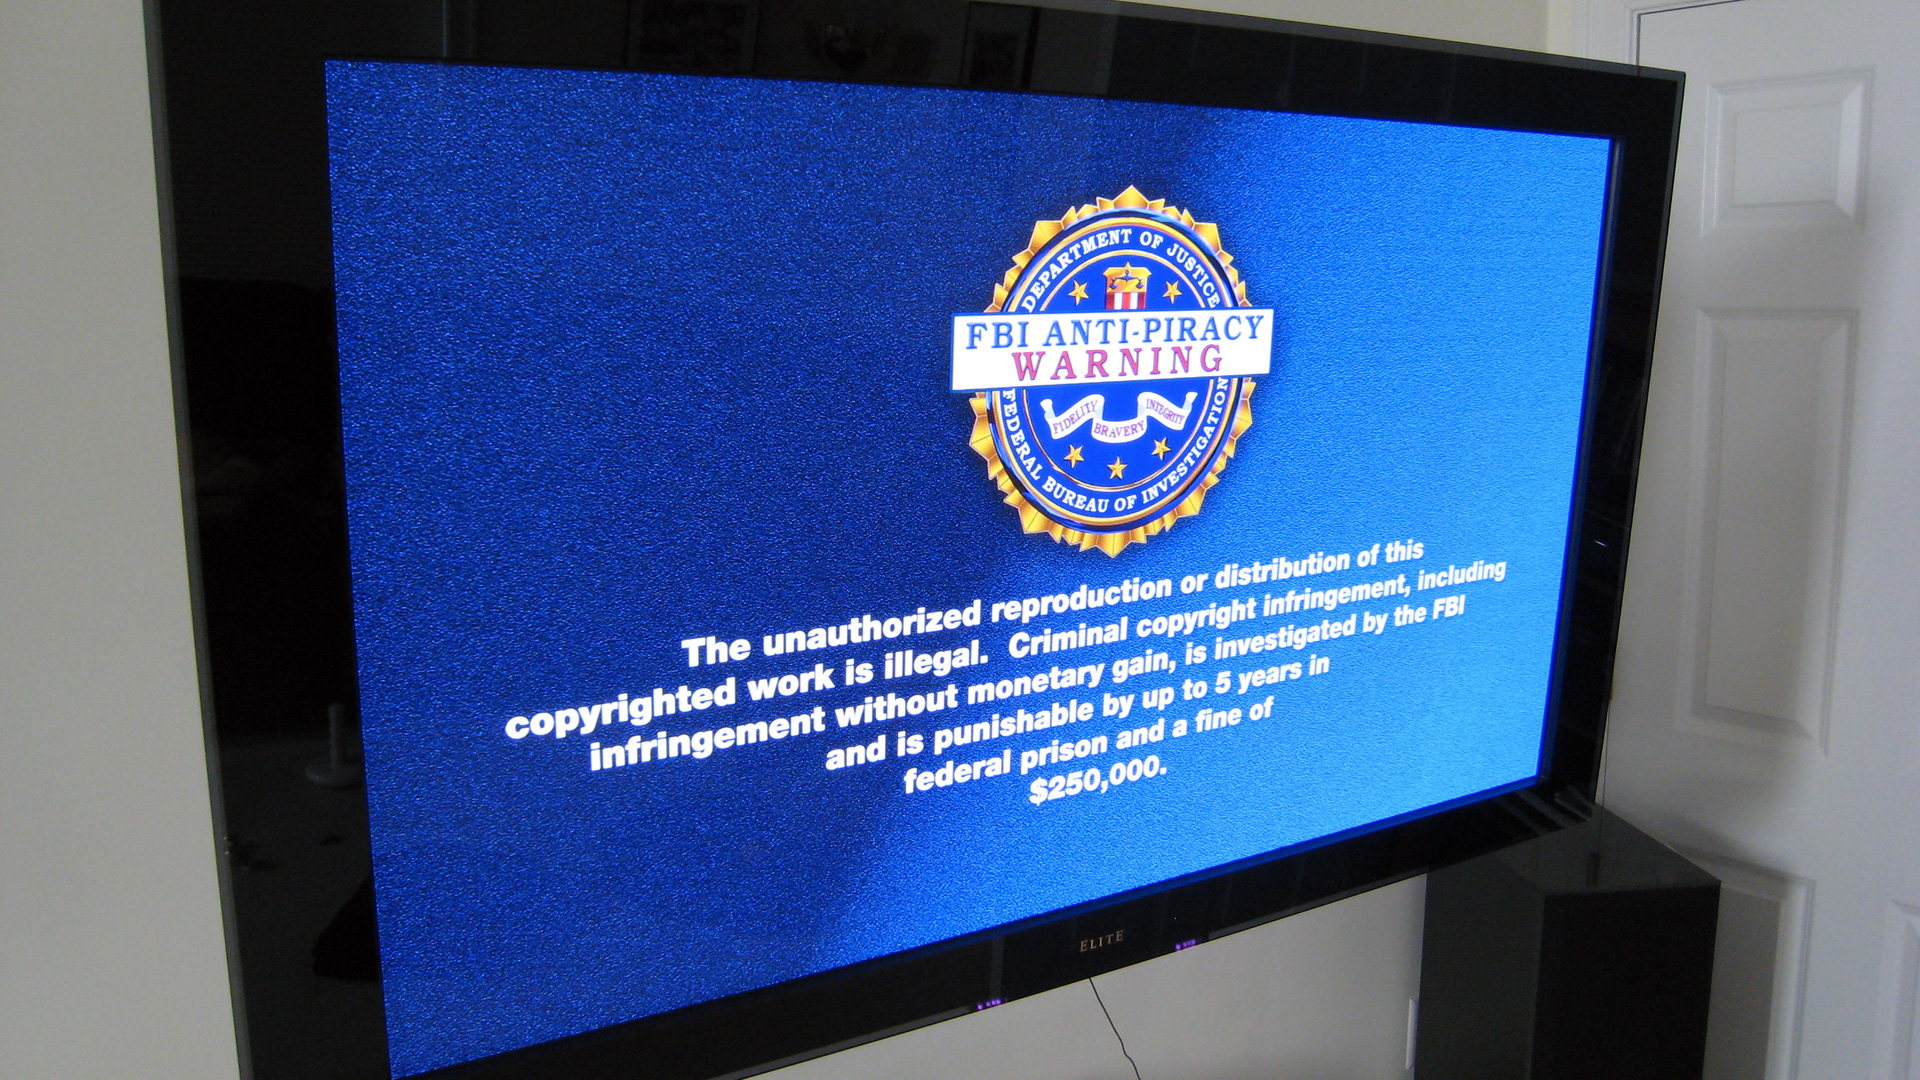 DEPARTMENT OF JUSTICE
FBI ANTI-PIRACY
WARNING
FIDELITY BRAVERY INTEGRITY
FEDERAL BUREAU OF INVESTIGATION
The unauthorized reproduction or distribution of this
copyrighted work is illegal.  Criminal copyright infringement, including
infringement without monetary gain, is investigated by the FBI
and is punishable by up to 5 years in
federal prison and a fine of
$250,000.
ELITE